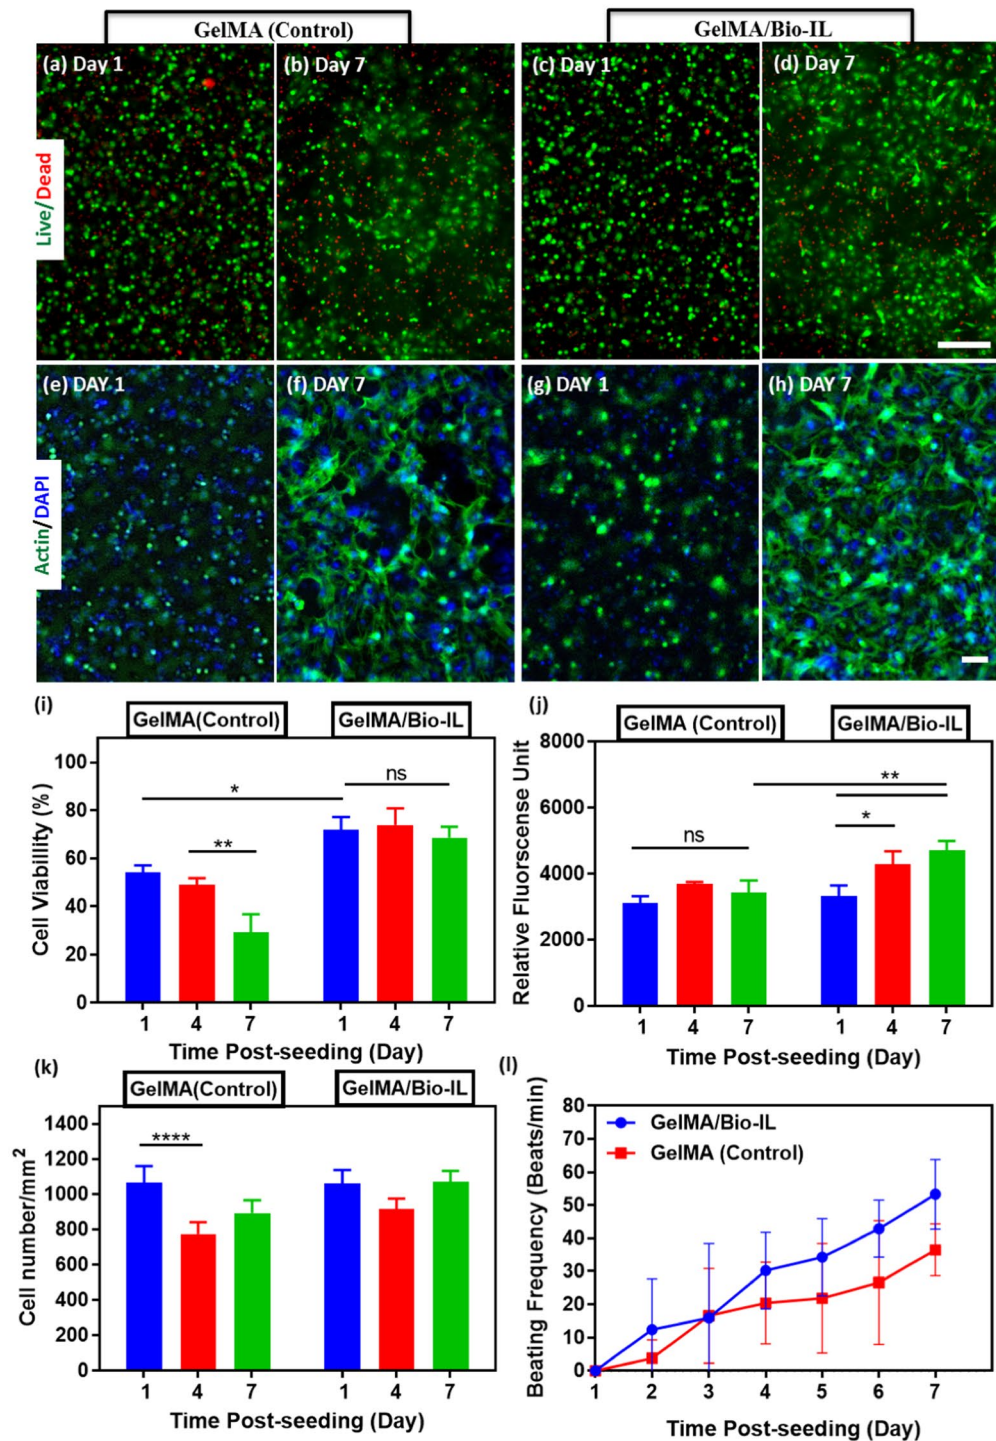 GelMA (Control)
GelMA/Bio-IL
(a) Day 1
(b) Day 7
(c) Day 1
(d) Day 7
Live/Dead
(e) DAY 1
(f) DAY 7
(g) DAY 1
(h) DAY 7
Actin/DAPI
(i)
GelMA(Control)
GelMA/Bio-IL
Cell Viabillity (%)
100
80
60
40
20
0
*
**
ns
1 4 7 1 4 7
Time Post-seeding (Day)
(j)
GelMA (Control)
GelMA/Bio-IL
Relative Fluorscense Unit
8000
6000
4000
2000
0
ns
**
*
1 4 7 1 4 7
Time Post-seeding (Day)
(k)
GelMA(Control)
GelMA/Bio-IL
Cell number/mm²
1400
1200
1000
800
600
400
200
0
****
1 4 7 1 4 7
Time Post-seeding (Day)
(l)
Beating Frequency (Beats/min)
80
70
60
50
40
30
20
10
0
GelMA/Bio-IL
GelMA (Control)
1 2 3 4 5 6 7
Time Post-seeding (Day)